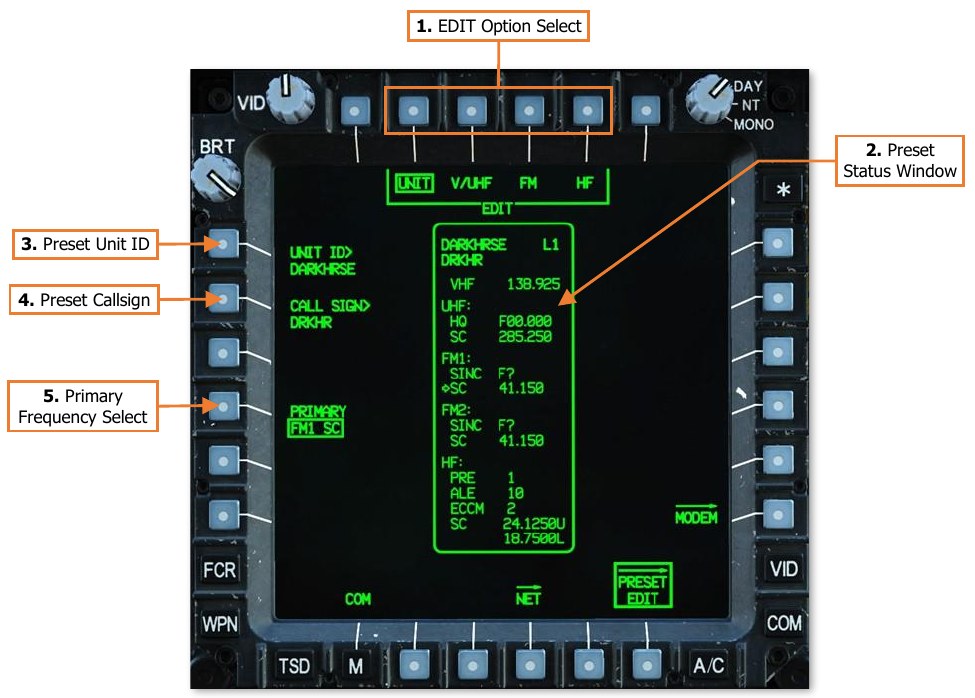 1. EDIT Option Select
VID
DAY
NT
MONO
BRT
2. Preset
Status Window
UNIT V/UHF FM HF
EDIT
*
3. Preset Unit ID
UNIT ID>
DARKHRSE
DARKHRSE L1
DRKHR
4. Preset Callsign
CALL SIGN>
DRKHR
VHF 138.925
UHF:
HQ F00.000
SC 285.250
FM1:
SINC F?
SC 41.150
5. Primary
Frequency Select
PRIMARY
FM1 SC
FM2:
SINC F?
SC 41.150
HF:
PRE 1
ALE 10
ECCM 2
SC 24.1250U
18.7500L
MODEM
FCR
VID
PRESET
EDIT
COM
NET
WPN
COM
TSD
M
A/C